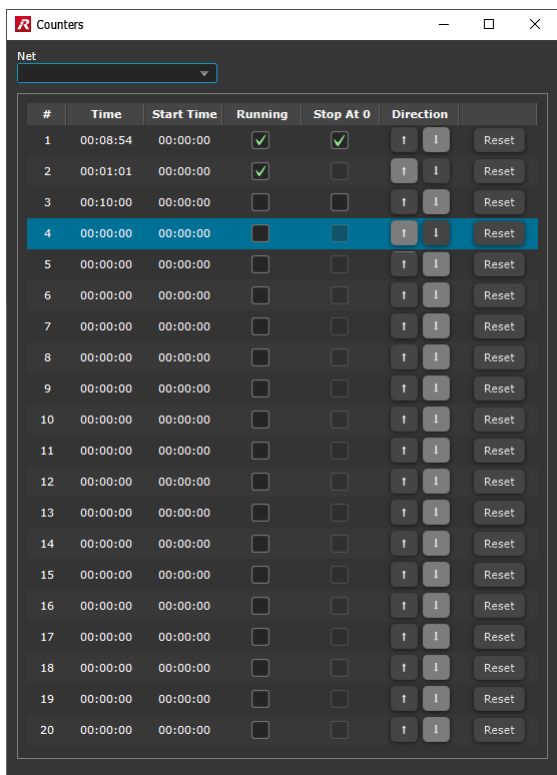 R Counters
Net
# Time Start Time Running Stop At 0 Direction
1 00:08:54 00:00:00 Reset
2 00:01:01 00:00:00 Reset
3 00:10:00 00:00:00 Reset
4 00:00:00 00:00:00 Reset
5 00:00:00 00:00:00 Reset
6 00:00:00 00:00:00 Reset
7 00:00:00 00:00:00 Reset
8 00:00:00 00:00:00 Reset
9 00:00:00 00:00:00 Reset
10 00:00:00 00:00:00 Reset
11 00:00:00 00:00:00 Reset
12 00:00:00 00:00:00 Reset
13 00:00:00 00:00:00 Reset
14 00:00:00 00:00:00 Reset
15 00:00:00 00:00:00 Reset
16 00:00:00 00:00:00 Reset
17 00:00:00 00:00:00 Reset
18 00:00:00 00:00:00 Reset
19 00:00:00 00:00:00 Reset
20 00:00:00 00:00:00 Reset